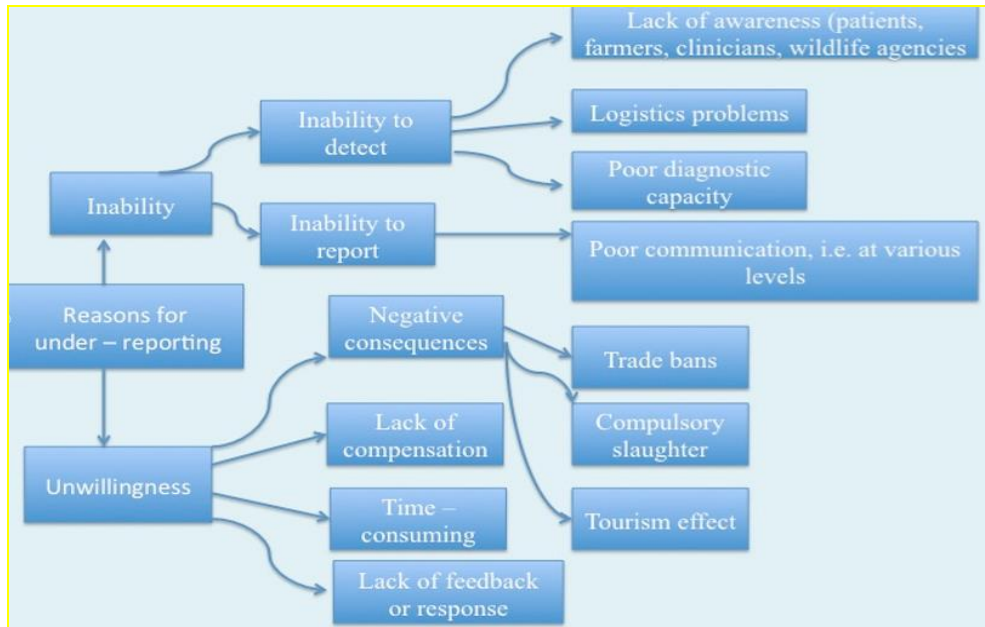 Lack of awareness (patients,
farmers, clinicians, wildlife agencies
Inability to
detect
Logistics problems
Poor diagnostic
capacity
Inability
Inability to
report
Poor communication, i.e. at various
levels
Reasons for
under – reporting
Negative
consequences
Trade bans
Lack of
compensation
Compulsory
slaughter
Unwillingness
Time –
consuming
Tourism effect
Lack of feedback
or response